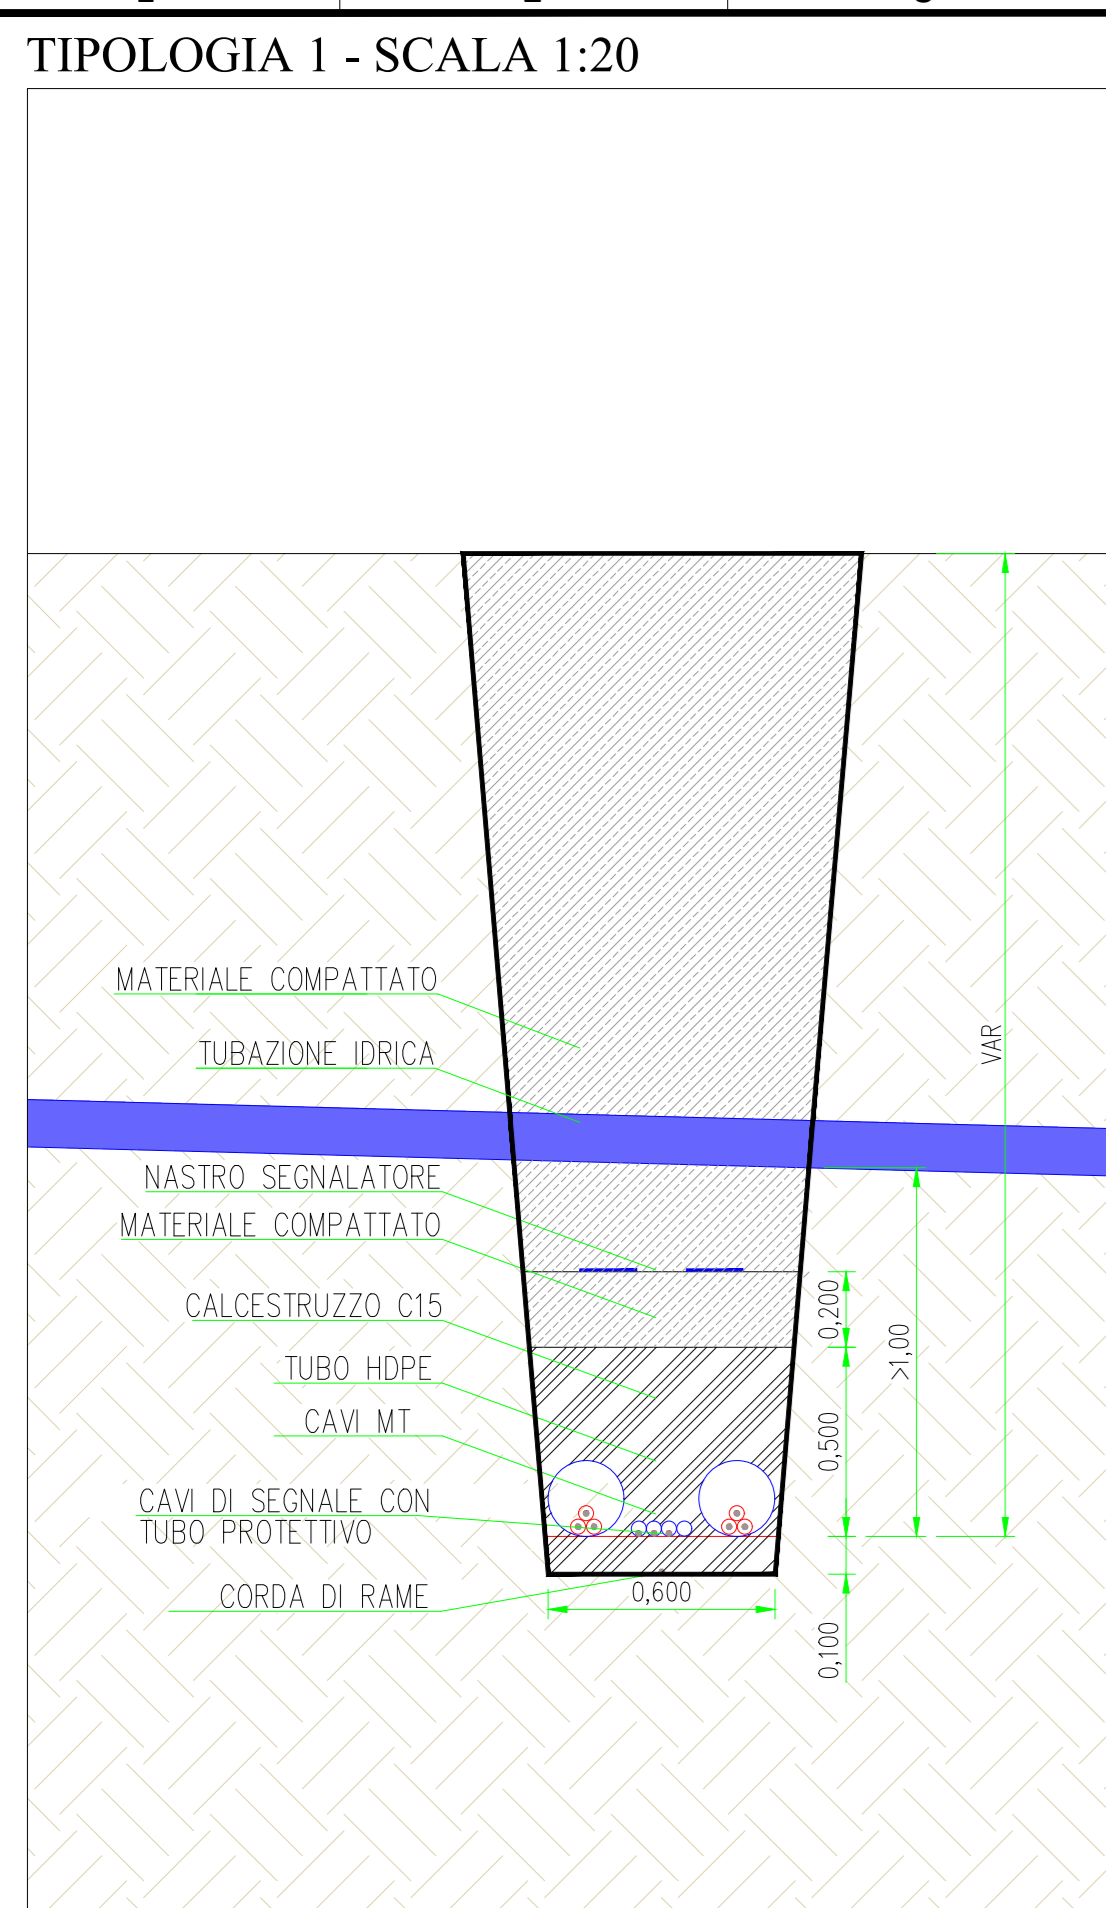 TIPOLOGIA 1 - SCALA 1:20
MATERIALE COMPATTATO
TUBAZIONE IDRICA
VAR
NASTRO SEGNALATORE
MATERIALE COMPATTATO
CALCESTRUZZO C15
0,200
>1,00
TUBO HDPE
CAVI MT
0,500
CAVI DI SEGNALE CON
TUBO PROTETTIVO
CORDA DI RAME
0,600
0,100